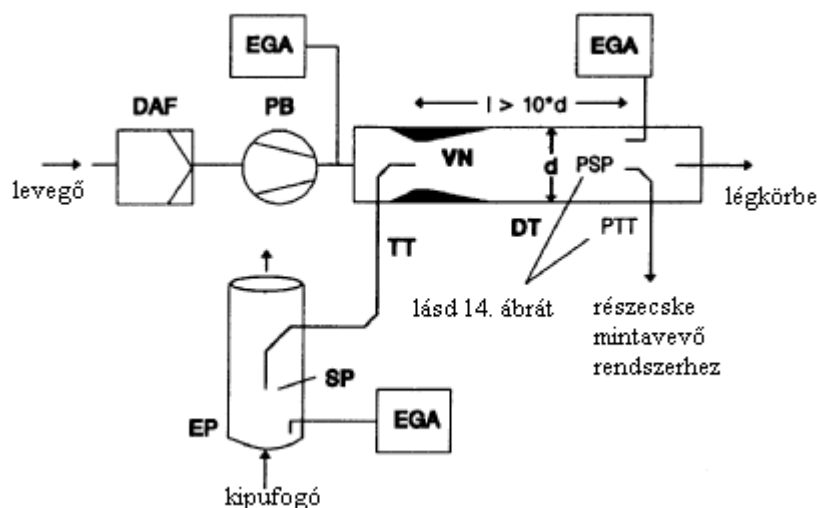 EGA
EGA
DAF
PB
l > 10*d
levegő
VN
d
PSP
légkörbe
DT
PTT
TT
lásd 14. ábrát
részecske
mintavevő
rendszerhez
SP
EP
EGA
kipufogó